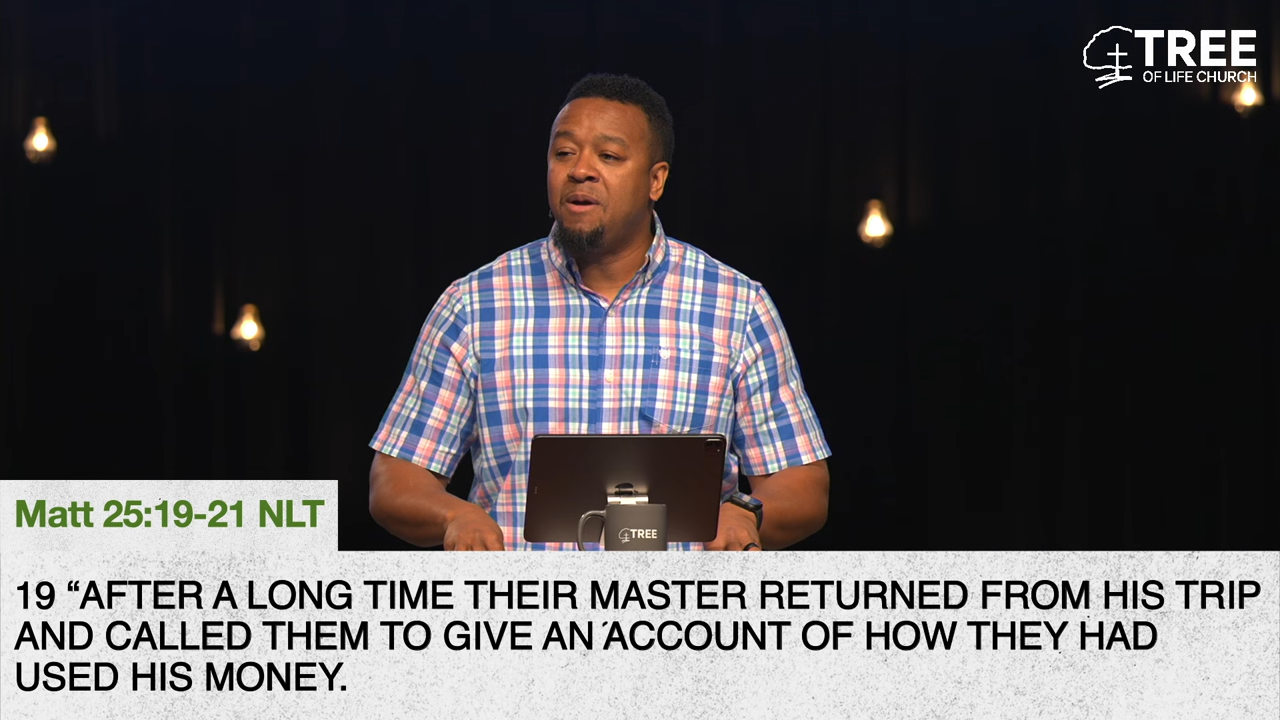 TREE
OF LIFE CHURCH
TREE
Matt 25:19-21 NLT
19 “AFTER A LONG TIME THEIR MASTER RETURNED FROM HIS TRIP
AND CALLED THEM TO GIVE AN ACCOUNT OF HOW THEY HAD
USED HIS MONEY.